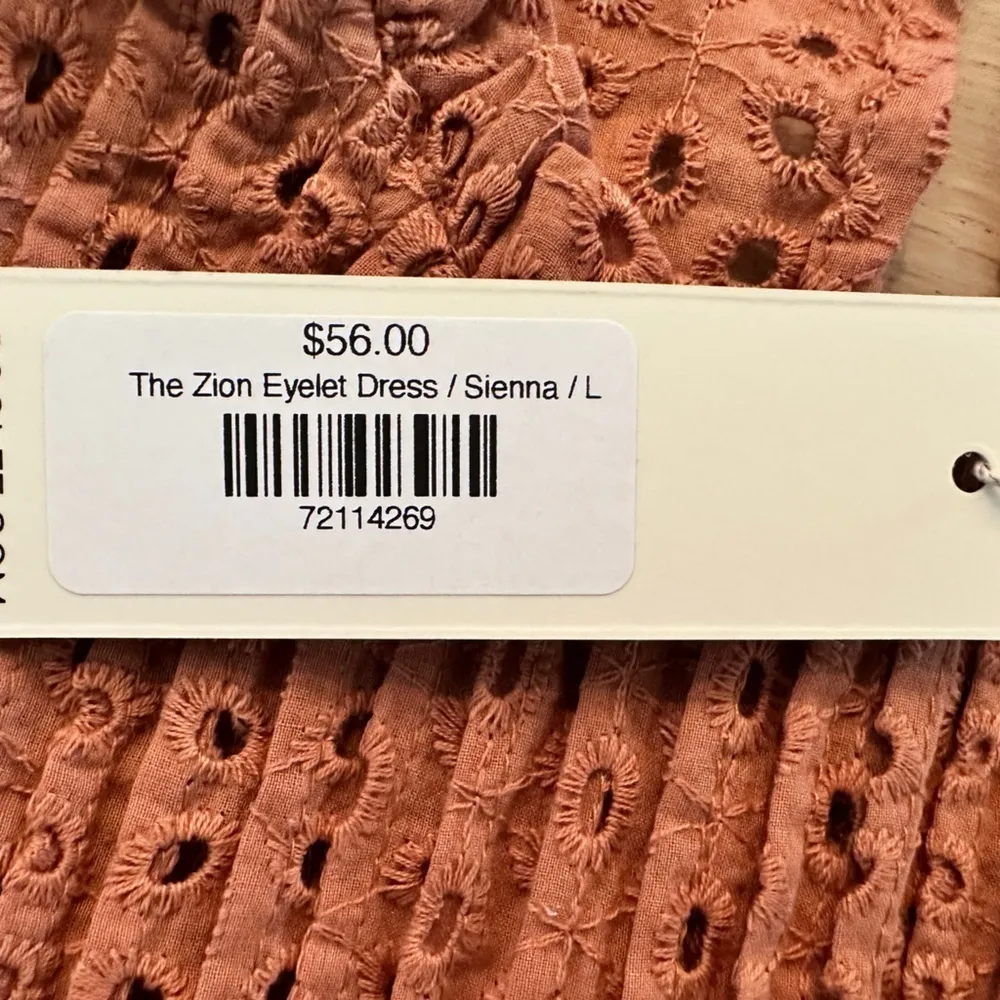 $56.00
The Zion Eyelet Dress / Sienna / L
72114269